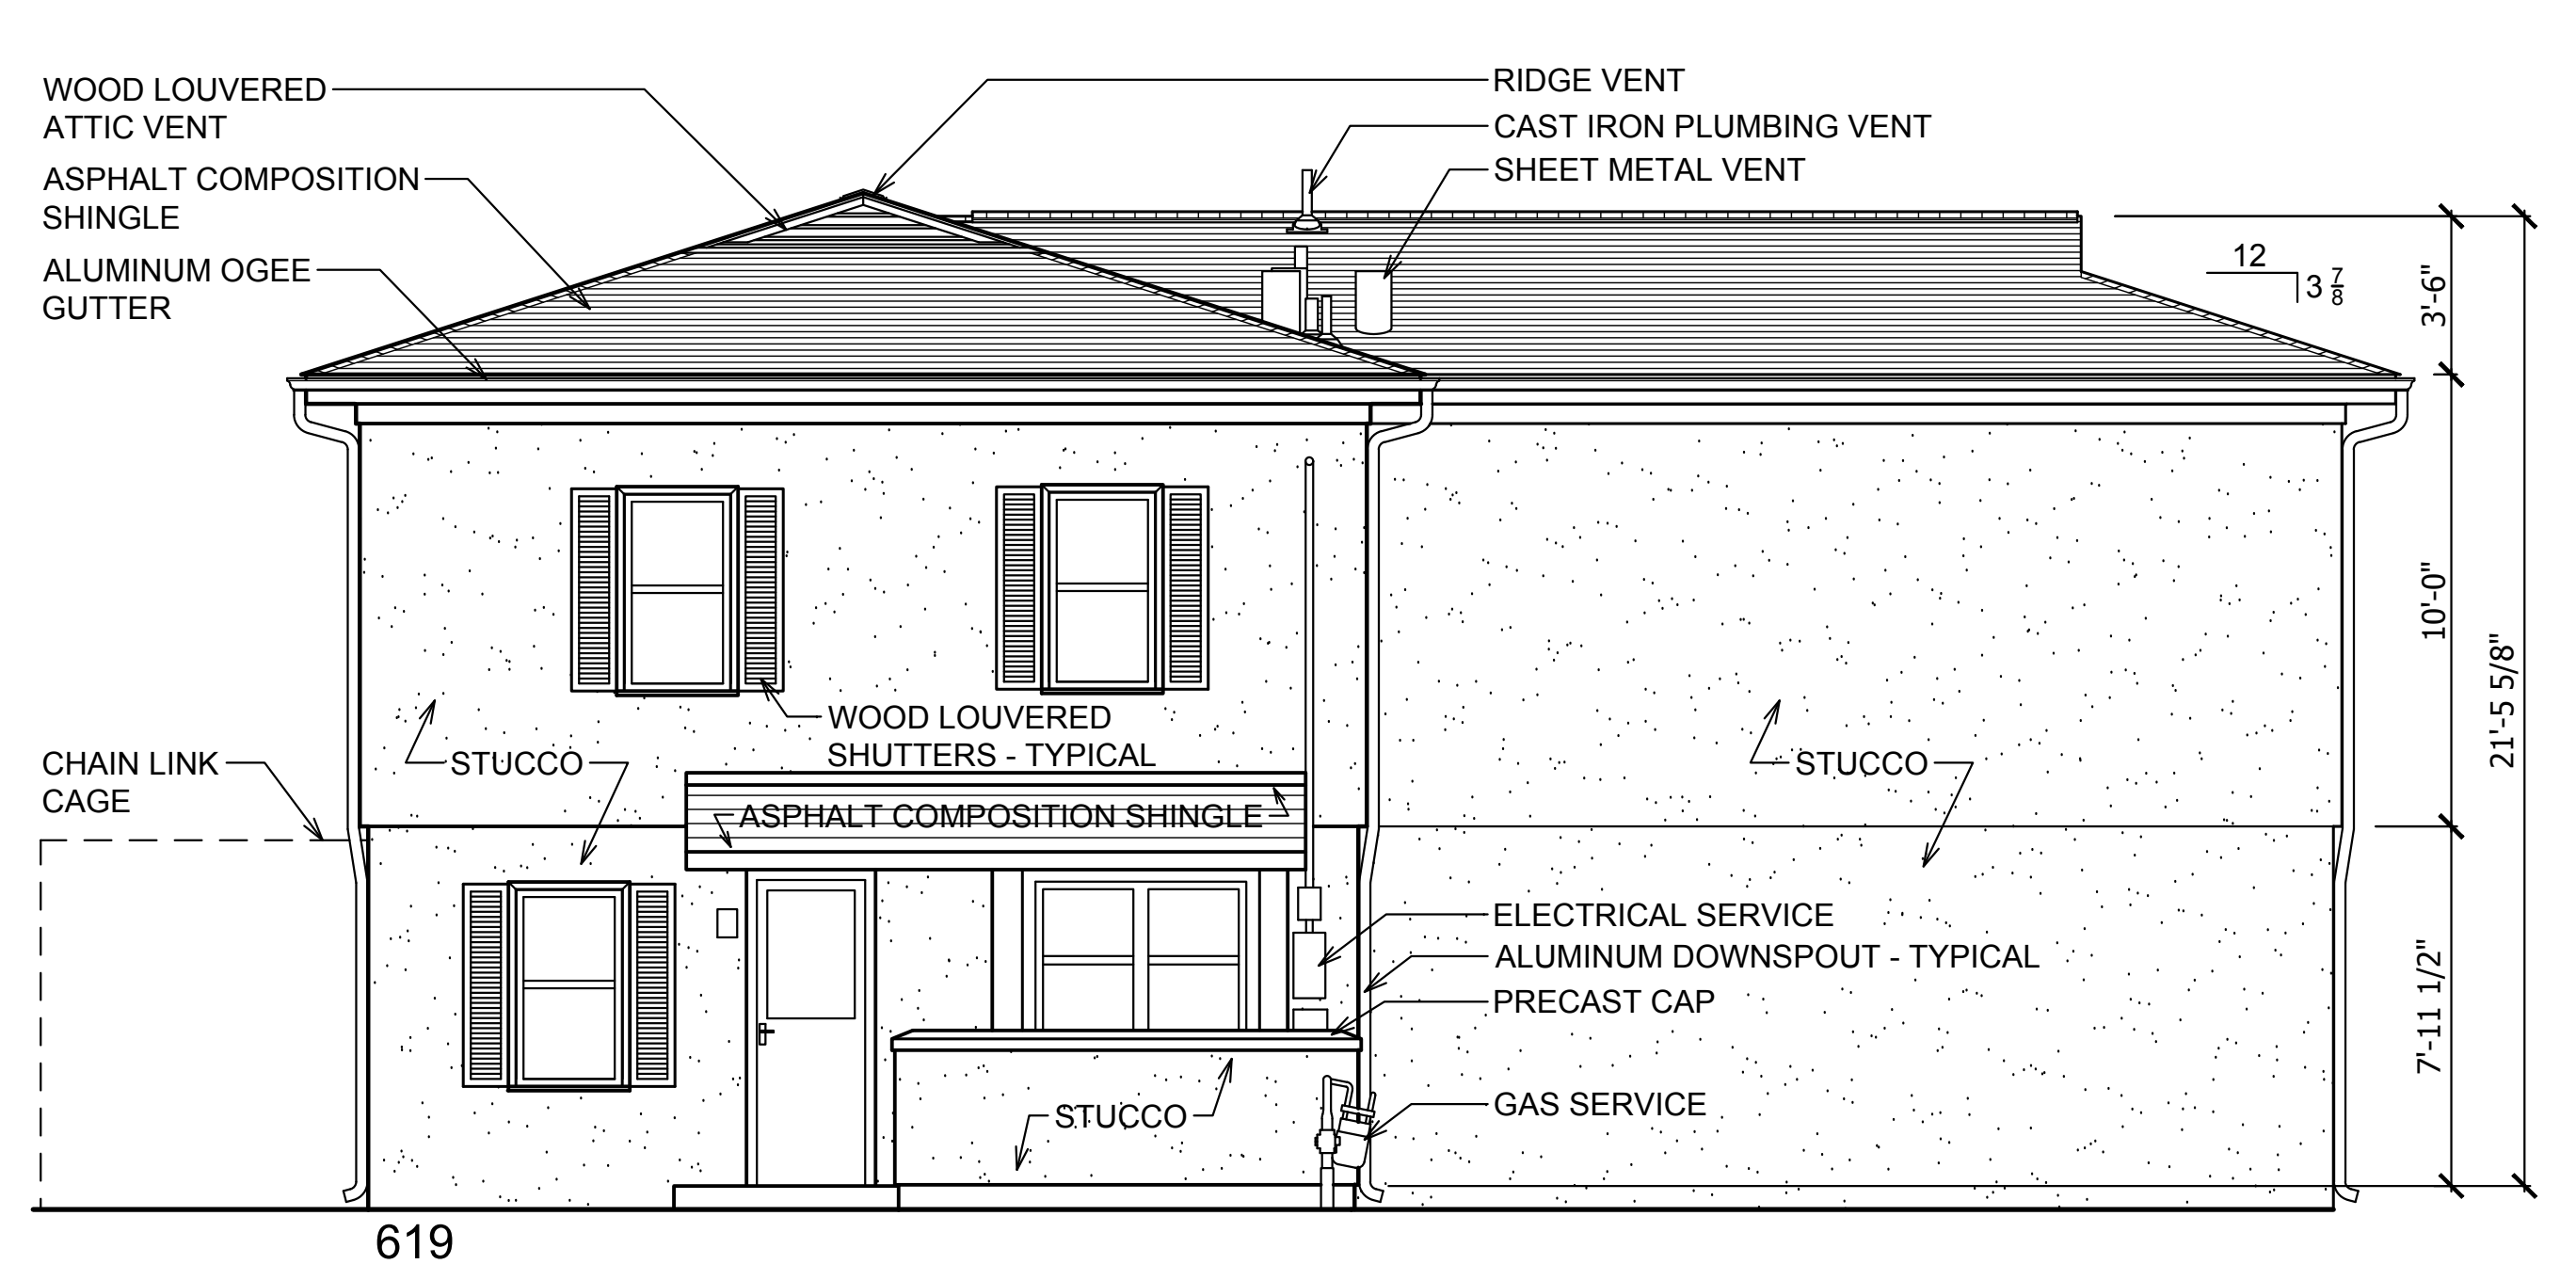 WOOD LOUVERED
ATTIC VENT
ASPHALT COMPOSITION
SHINGLE
ALUMINUM OGEE
GUTTER
RIDGE VENT
CAST IRON PLUMBING VENT
SHEET METAL VENT
12
3 7/8
3'-6"
10'-0"
21'-5 5/8"
7'-11 1/2"
WOOD LOUVERED
SHUTTERS - TYPICAL
CHAIN LINK
CAGE
STUCCO
STUCCO
ASPHALT COMPOSITION SHINGLE
ELECTRICAL SERVICE
ALUMINUM DOWNSPOUT - TYPICAL
PRECAST CAP
GAS SERVICE
STUCCO
619